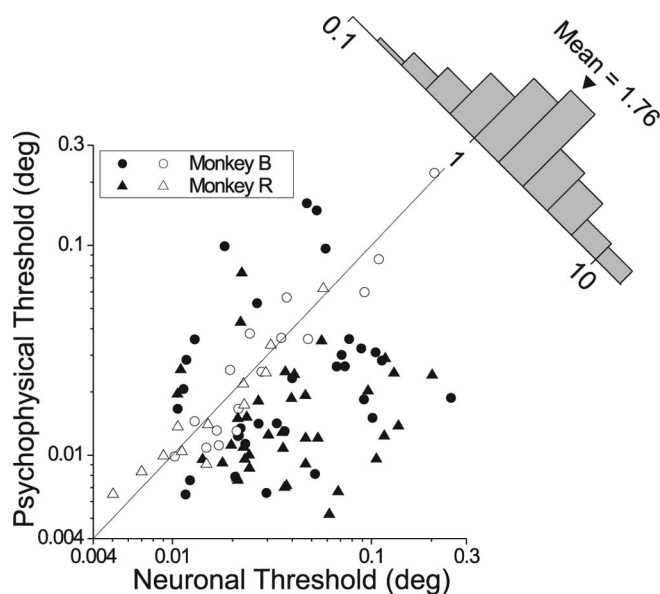 0.1
Mean = 1.76
1
10
0.3
0.1
0.01
0.004
Psychophysical Threshold (deg)
Monkey B
Monkey R
0.004
0.01
0.1
0.3
Neuronal Threshold (deg)